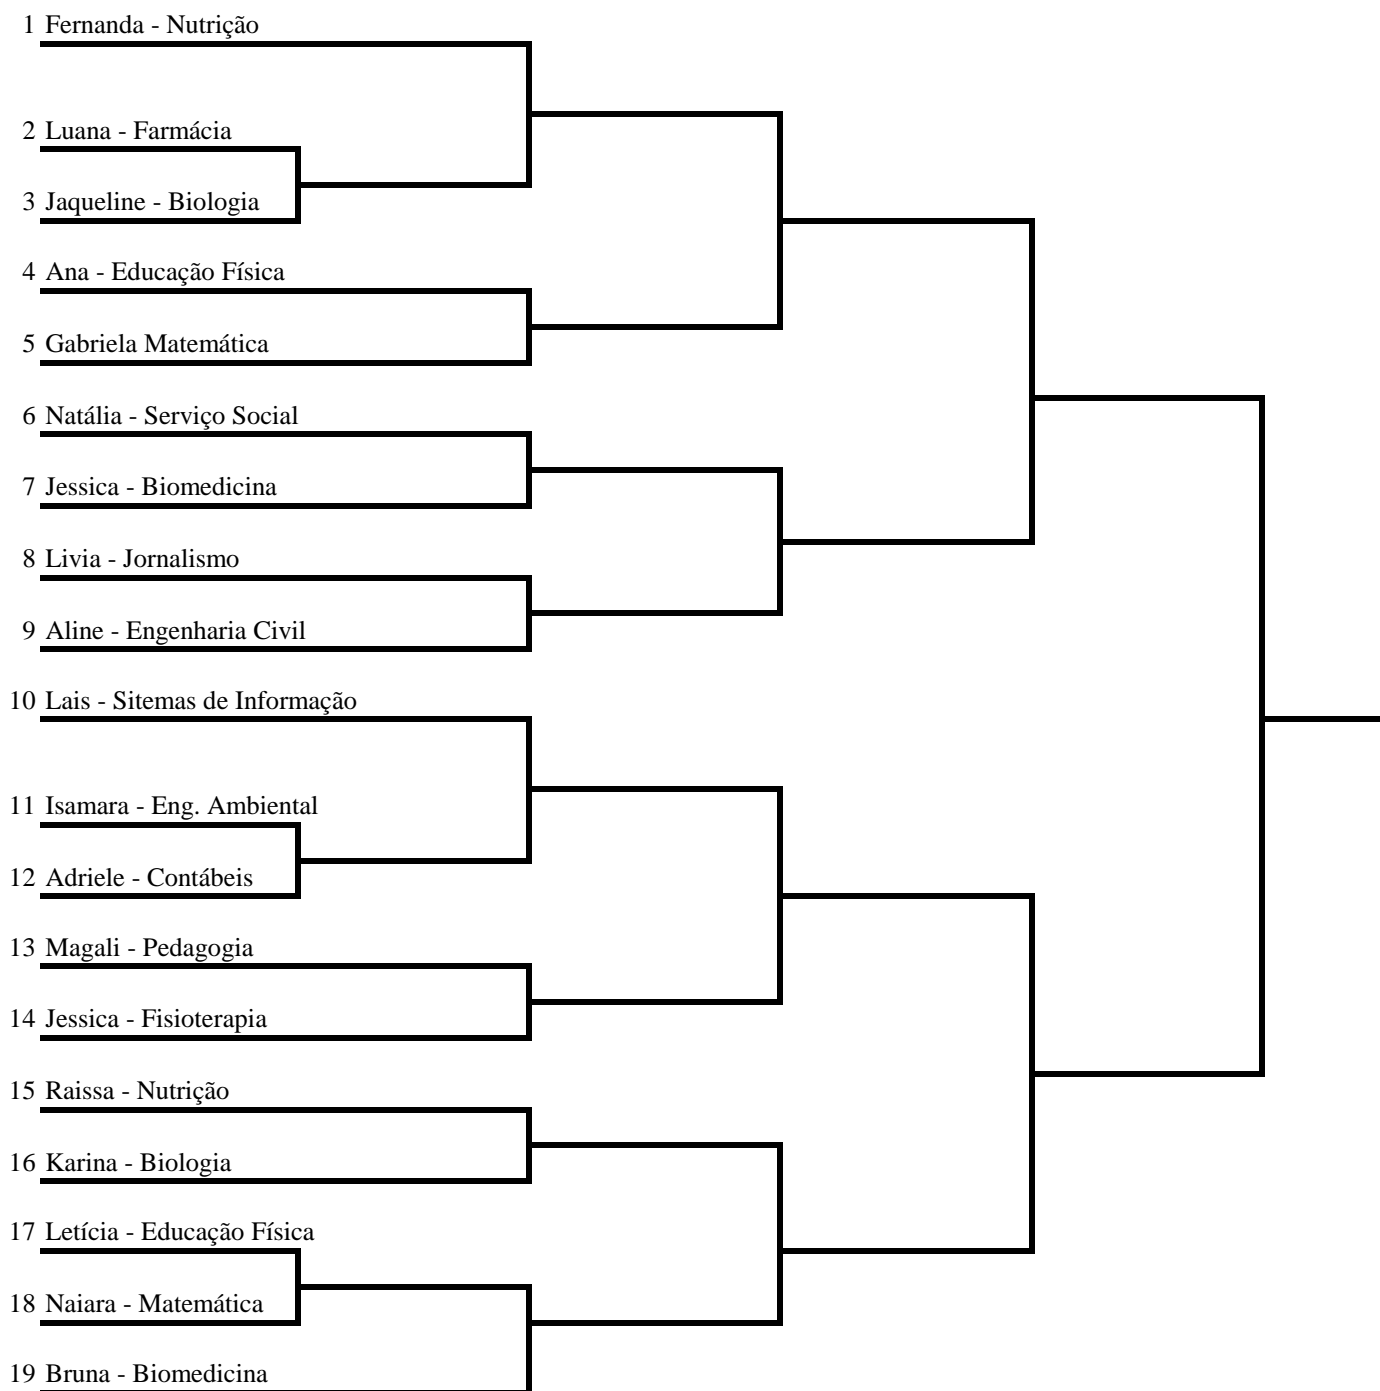 1 Fernanda - Nutrição
2 Luana - Farmácia
3 Jaqueline - Biologia
4 Ana - Educação Física
5 Gabriela Matemática
6 Natália - Serviço Social
7 Jessica - Biomedicina
8 Livia - Jornalismo
9 Aline - Engenharia Civil
10 Lais - Sitemas de Informação
11 Isamara - Eng. Ambiental
12 Adriele - Contábeis
13 Magali - Pedagogia
14 Jessica - Fisioterapia
15 Raissa - Nutrição
16 Karina - Biologia
17 Letícia - Educação Física
18 Naiara - Matemática
19 Bruna - Biomedicina